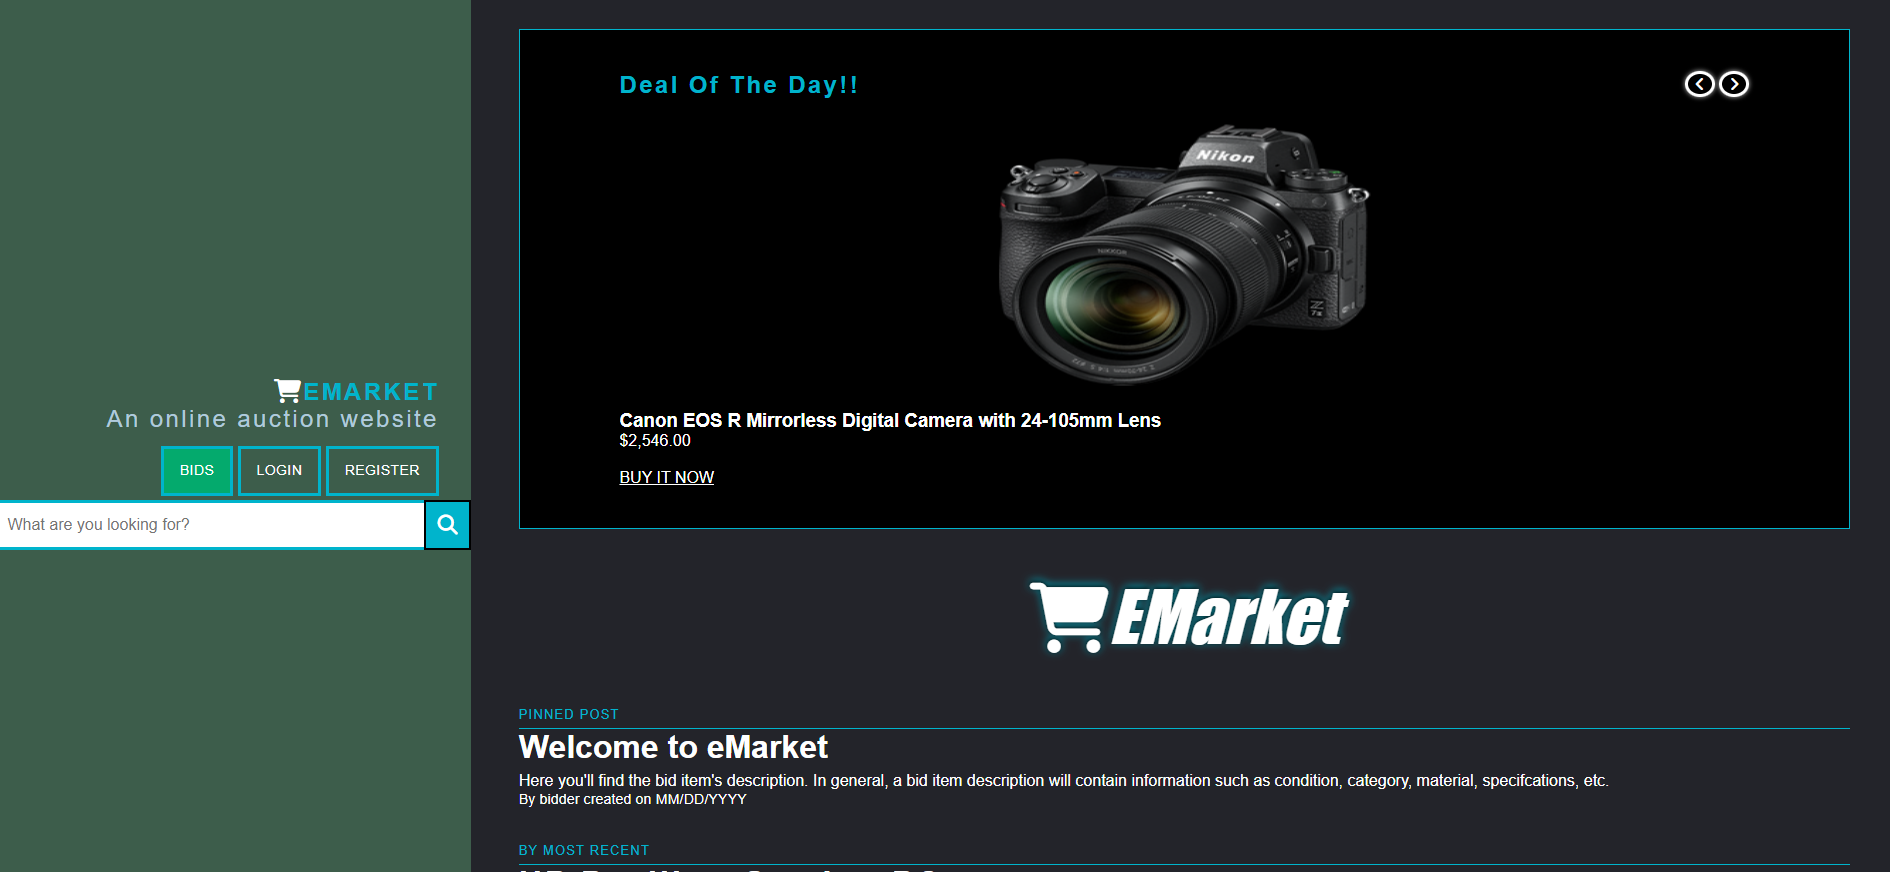 EMARKET
An online auction website
BIDS
LOGIN
REGISTER
What are you looking for?
Deal Of The Day!!
Nikon
NIKKOR
Z
7II
Canon EOS R Mirrorless Digital Camera with 24-105mm Lens
$2,546.00
BUY IT NOW
EMarket
PINNED POST
Welcome to eMarket
Here you'll find the bid item's description. In general, a bid item description will contain information such as condition, category, material, specifcations, etc.
By bidder created on MM/DD/YYYY
BY MOST RECENT